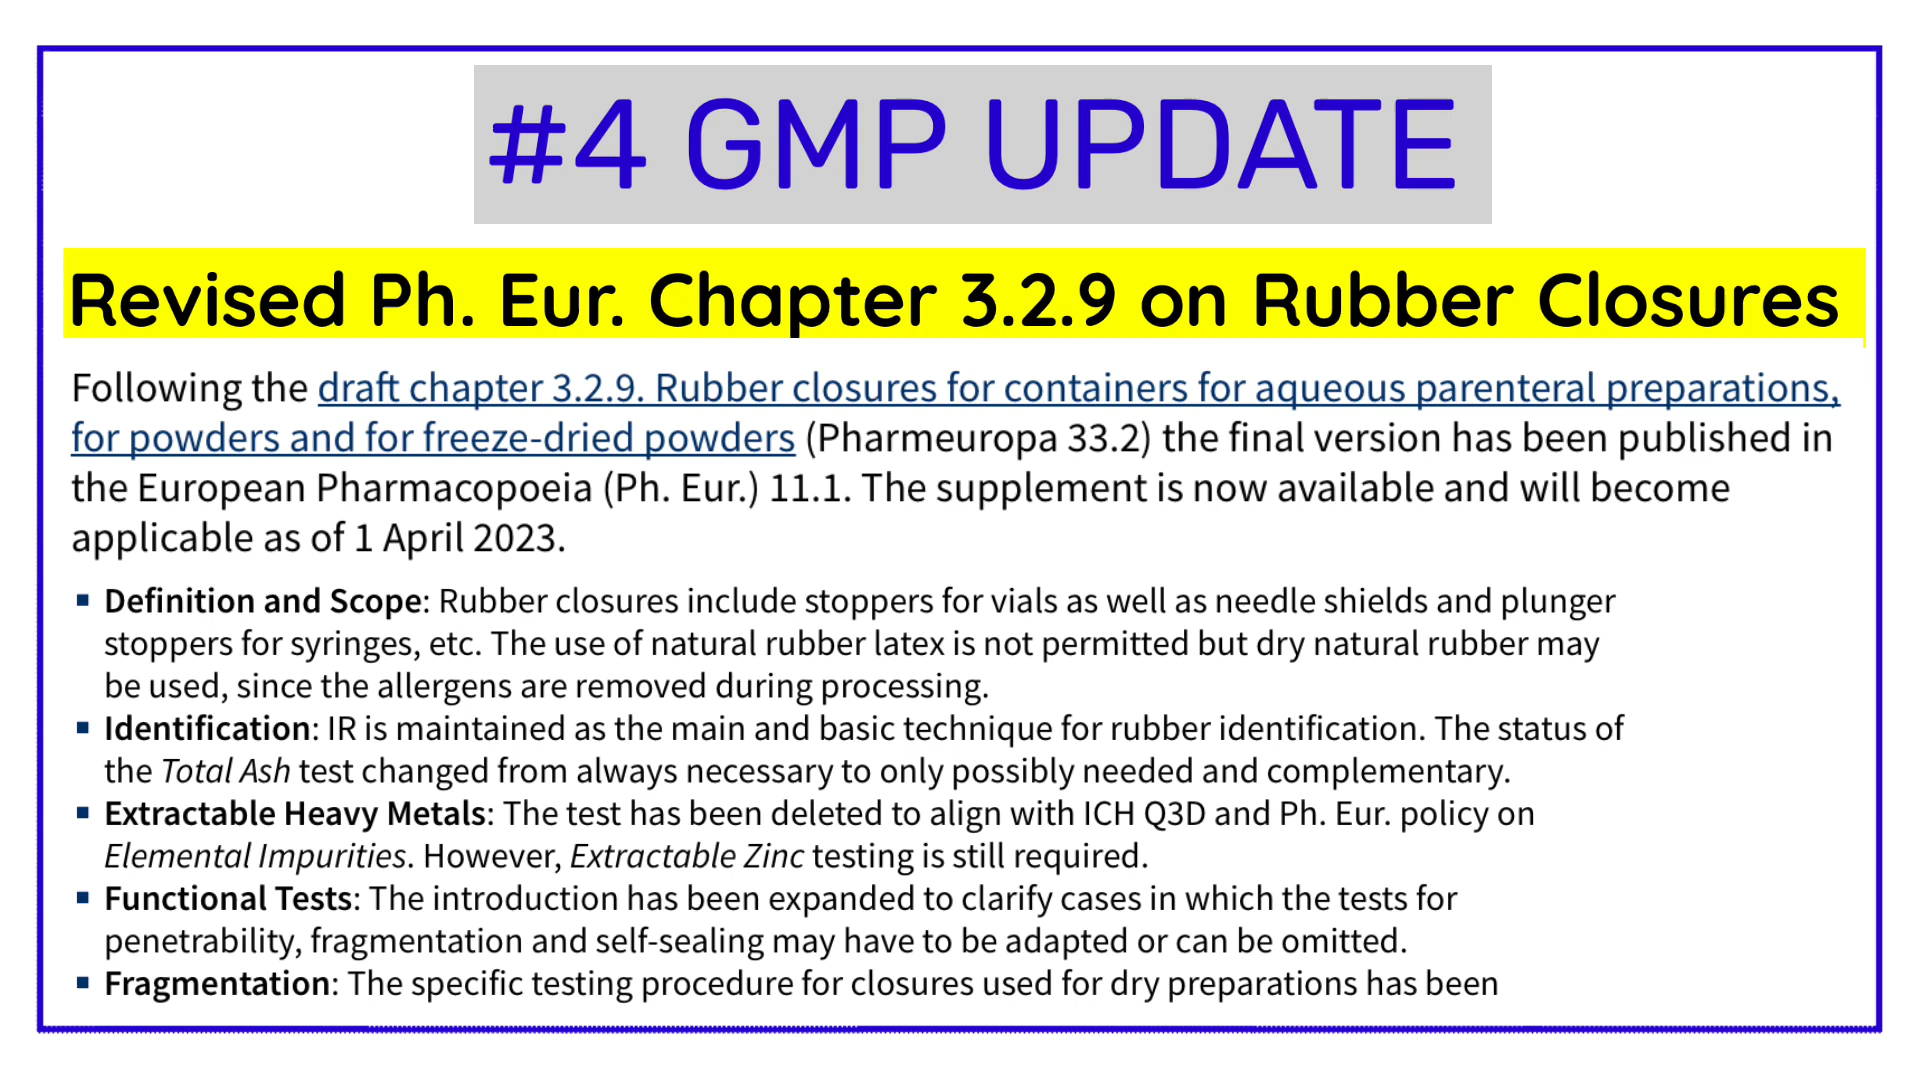 #4 GMP UPDATE
Revised Ph. Eur. Chapter 3.2.9 on Rubber Closures
Following the draft chapter 3.2.9. Rubber closures for containers for aqueous parenteral preparations,
for powders and for freeze-dried powders (Pharmeuropa 33.2) the final version has been published in
the European Pharmacopoeia (Ph. Eur.) 11.1. The supplement is now available and will become
applicable as of 1 April 2023.
▪ Definition and Scope: Rubber closures include stoppers for vials as well as needle shields and plunger
stoppers for syringes, etc. The use of natural rubber latex is not permitted but dry natural rubber may
be used, since the allergens are removed during processing.
▪ Identification: IR is maintained as the main and basic technique for rubber identification. The status of
the Total Ash test changed from always necessary to only possibly needed and complementary.
▪ Extractable Heavy Metals: The test has been deleted to align with ICH Q3D and Ph. Eur. policy on
Elemental Impurities. However, Extractable Zinc testing is still required.
▪ Functional Tests: The introduction has been expanded to clarify cases in which the tests for
penetrability, fragmentation and self-sealing may have to be adapted or can be omitted.
▪ Fragmentation: The specific testing procedure for closures used for dry preparations has been